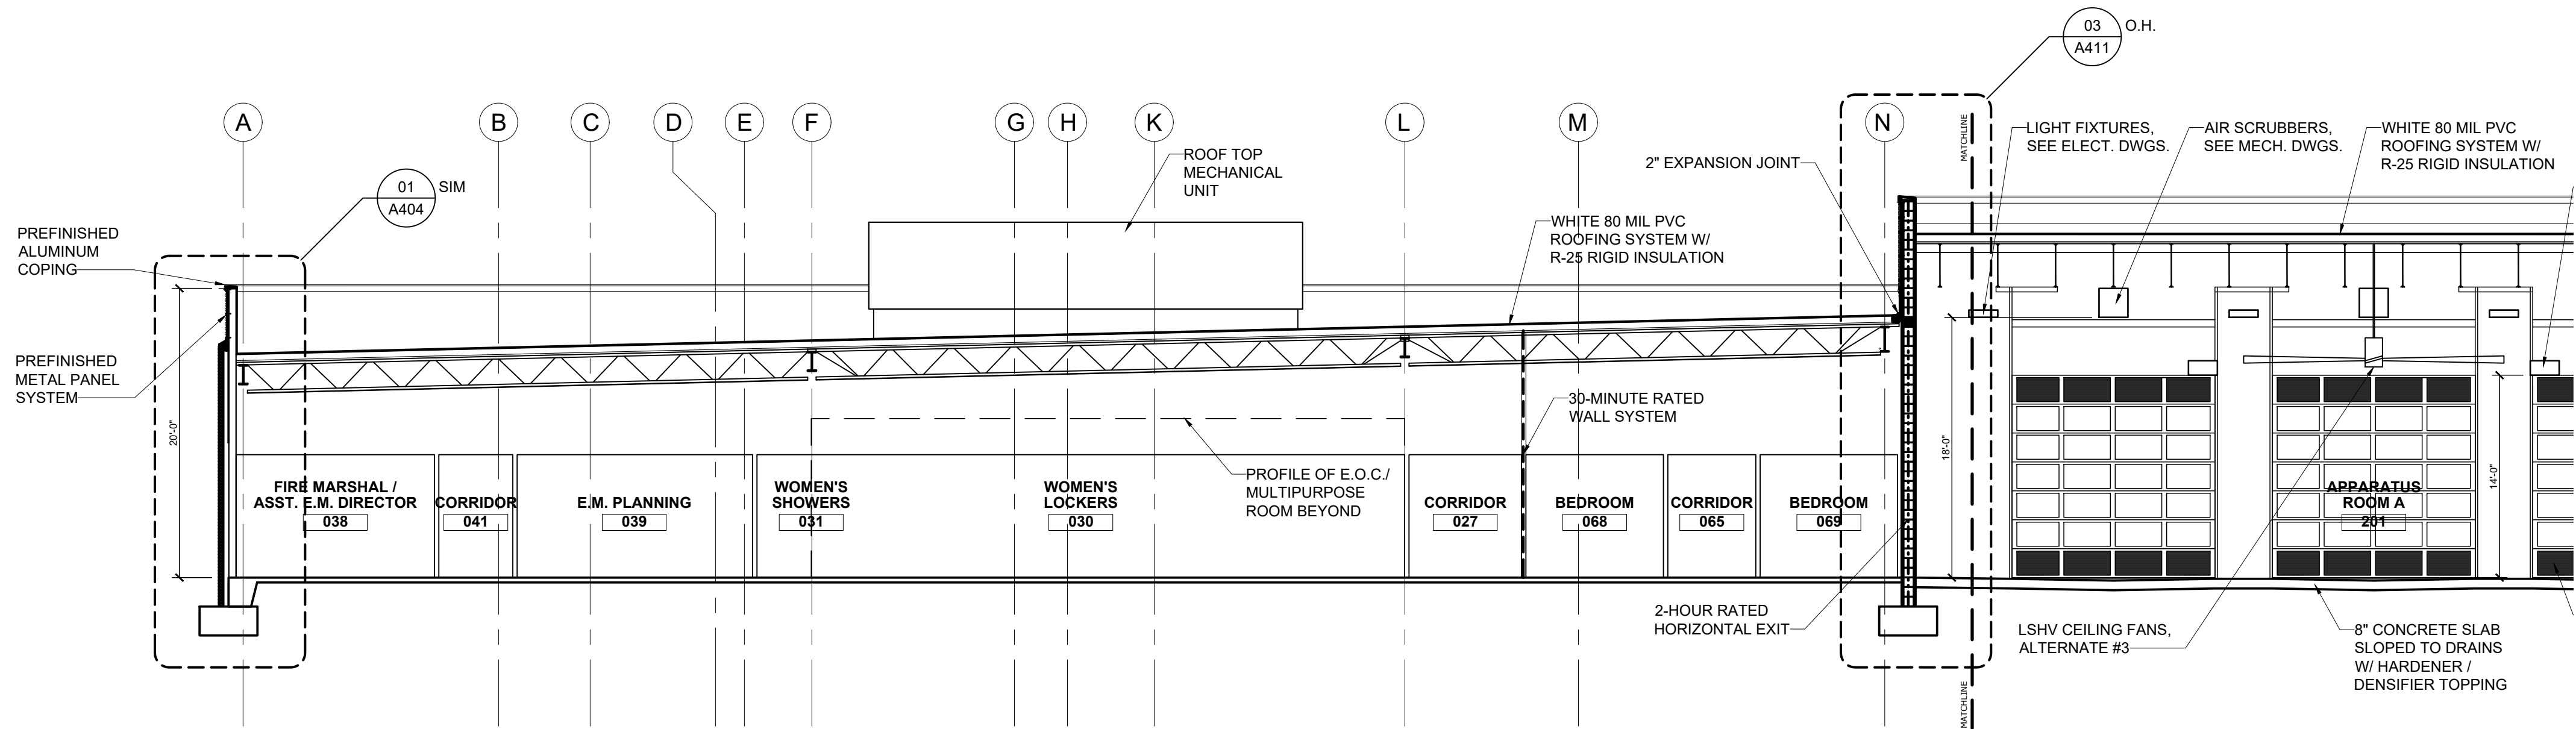 03
A411
O.H.
A
B
C
D
E
F
G
H
K
L
M
N
MATCHLINE
01
A404
SIM
PREFINISHED
ALUMINUM
COPING
PREFINISHED
METAL PANEL
SYSTEM
20'-0"
ROOF TOP
MECHANICAL
UNIT
2" EXPANSION JOINT
WHITE 80 MIL PVC
ROOFING SYSTEM W/
R-25 RIGID INSULATION
LIGHT FIXTURES,
SEE ELECT. DWGS.
AIR SCRUBBERS,
SEE MECH. DWGS.
WHITE 80 MIL PVC
ROOFING SYSTEM W/
R-25 RIGID INSULATION
30-MINUTE RATED
WALL SYSTEM
PROFILE OF E.O.C./
MULTIPURPOSE
ROOM BEYOND
FIRE MARSHAL /
ASST. E.M. DIRECTOR
038
CORRIDOR
041
E.M. PLANNING
039
WOMEN'S
SHOWERS
031
WOMEN'S
LOCKERS
030
CORRIDOR
027
BEDROOM
068
CORRIDOR
065
BEDROOM
069
18'-0"
APPARATUS
ROOM A
201
14'-0"
2-HOUR RATED
HORIZONTAL EXIT
LSHV CEILING FANS,
ALTERNATE #3
8" CONCRETE SLAB
SLOPED TO DRAINS
W/ HARDENER /
DENSIFIER TOPPING
MATCHLINE